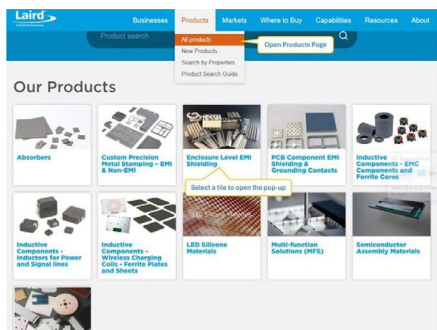 Laird
Businesses Products Markets Where to Buy Capabilities Resources About
Product search
All products
Open Products Page
New Products
Search by Properties
Product Search Guide
Our Products
Absorbers
Custom Precision
Metal Stamping – EMI
& Non-EMI
Enclosure Level EMI
Shielding
PCB Component EMI
Shielding &
Grounding Contacts
Inductive
Components - EMC
Components and
Ferrite Cores
Select a tile to open the pop-up
Inductive
Components -
Inductors for Power
and Signal lines
Inductive
Components -
Wireless Charging
Coils - Ferrite Plates
and Sheets
LED Silicone
Materials
Multi-function
Solutions (MFS)
Semiconductor
Assembly Materials